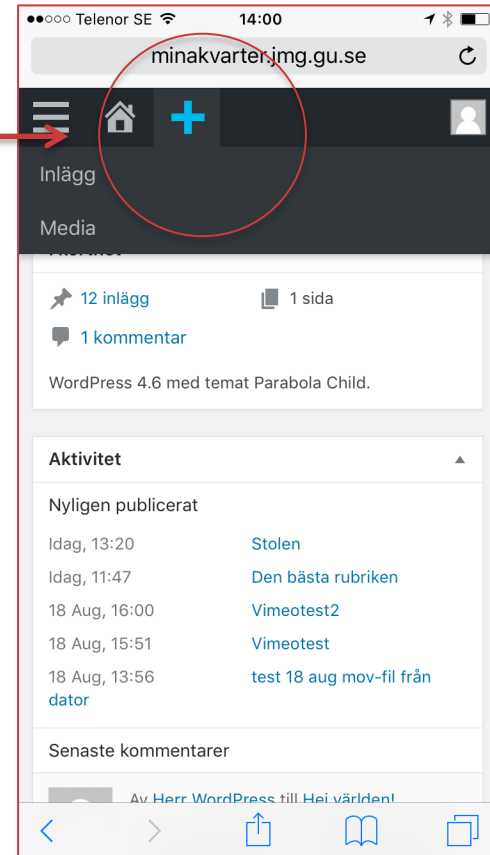 Telenor SE 14:00
minakvarter.jmg.gu.se
Inlägg
Media
12 inlägg 1 sida
1 kommentar
WordPress 4.6 med temat Parabola Child.
Aktivitet
Nyligen publicerat
Idag, 13:20 Stolen
Idag, 11:47 Den bästa rubriken
18 Aug, 16:00 Vimeotest2
18 Aug, 15:51 Vimeotest
18 Aug, 13:56 test 18 aug mov-fil från
dator
Senaste kommentarer
Av Herr WordPress till Hej världen!